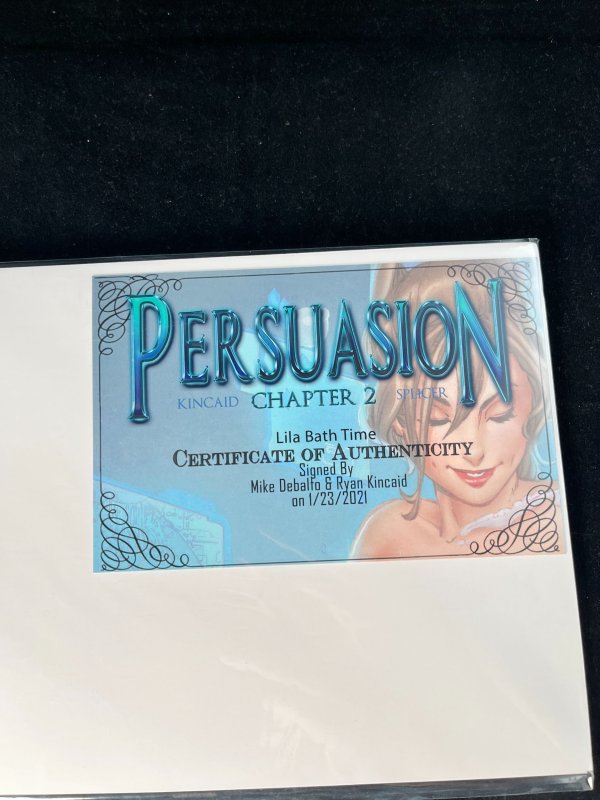 PERSUASION
KINCAID CHAPTER 2 SPLICER
Lila Bath Time
CERTIFICATE OF AUTHENTICITY
Signed By
Mike Debalfo & Ryan Kincaid
on 1/23/2021